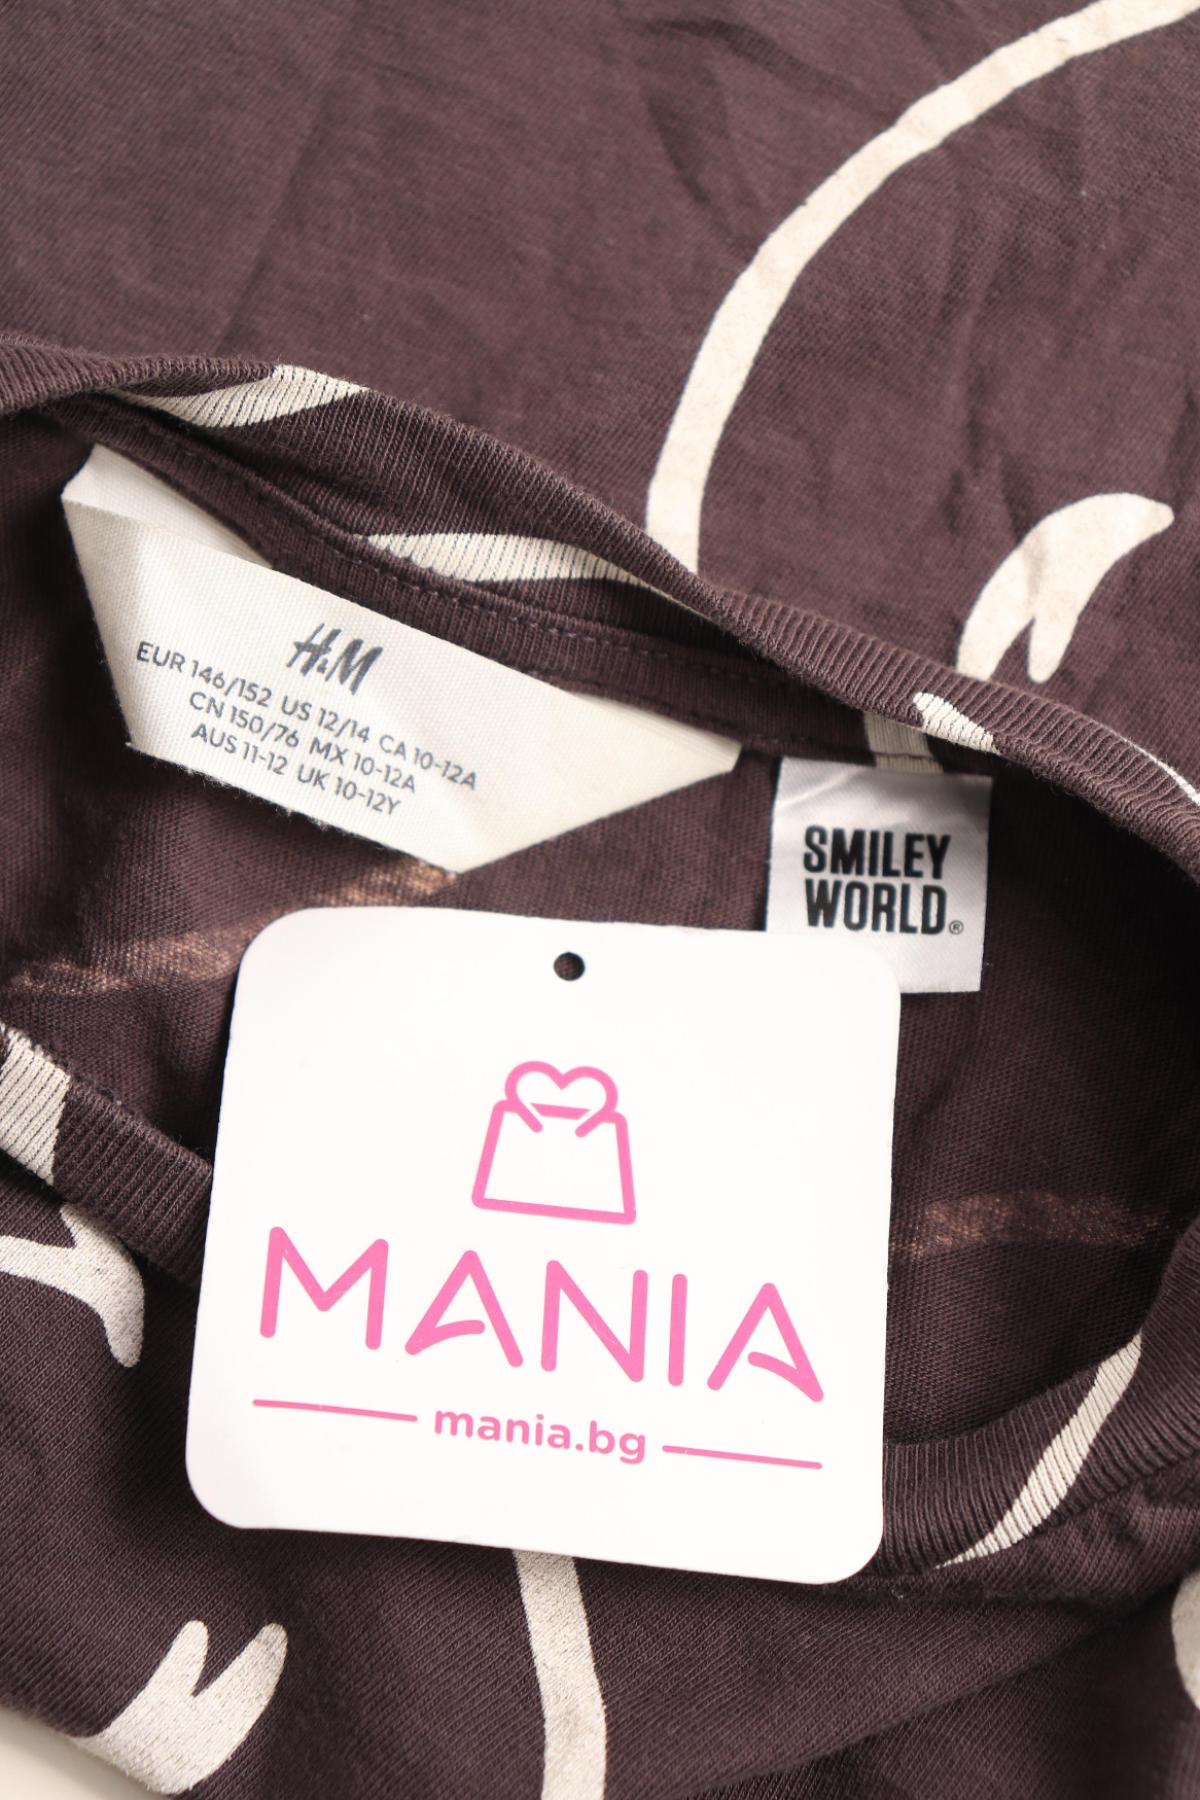 H&M
EUR 146/152 US 12/14 CA 10-12A
CN 150/76 MX 10-12A
AUS 11-12 UK 10-12Y
SMILEY
WORLD®
MANIA
mania.bg